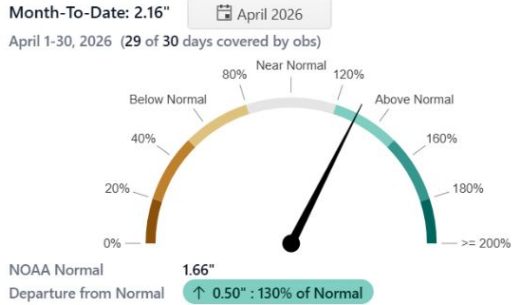 Month-To-Date: 2.16"
April 2026
April 1-30, 2026 (29 of 30 days covered by obs)
Near Normal
80%
120%
Below Normal
Above Normal
40%
160%
20%
180%
0%
>= 200%
NOAA Normal 1.66"
Departure from Normal ↑ 0.50" : 130% of Normal